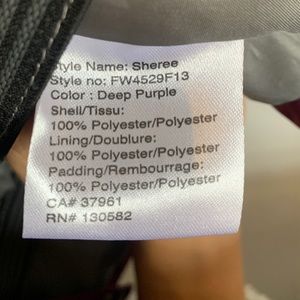 Style Name: Sheree
Style no: FW4529F13
Color : Deep Purple
Shell/Tissu:
100% Polyester/Polyester
Lining/Doublure:
100% Polyester/Polyester
Padding/Rembourrage:
100% Polyester/Polyester
CA# 37961
RN# 130582